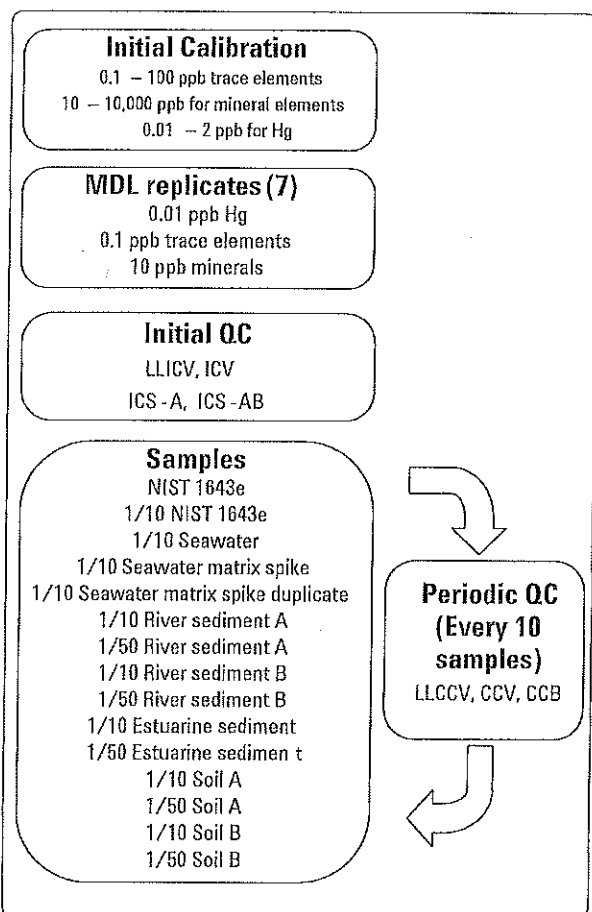 Initial Calibration
0.1 – 100 ppb trace elements
10 – 10,000 ppb for mineral elements
0.01 – 2 ppb for Hg
MDL replicates (7)
0.01 ppb Hg
0.1 ppb trace elements
10 ppb minerals
Initial QC
LLICV, ICV
ICS -A, ICS -AB
Samples
NIST 1643e
1/10 NIST 1643e
1/10 Seawater
1/10 Seawater matrix spike
1/10 Seawater matrix spike duplicate
1/10 River sediment A
1/50 River sediment A
1/10 River sediment B
1/50 River sediment B
1/10 Estuarine sediment
1/50 Estuarine sedimen t
1/10 Soil A
1/50 Soil A
1/10 Soil B
1/50 Soil B
Periodic QC
(Every 10
samples)
LLCCV, CCV, CCB